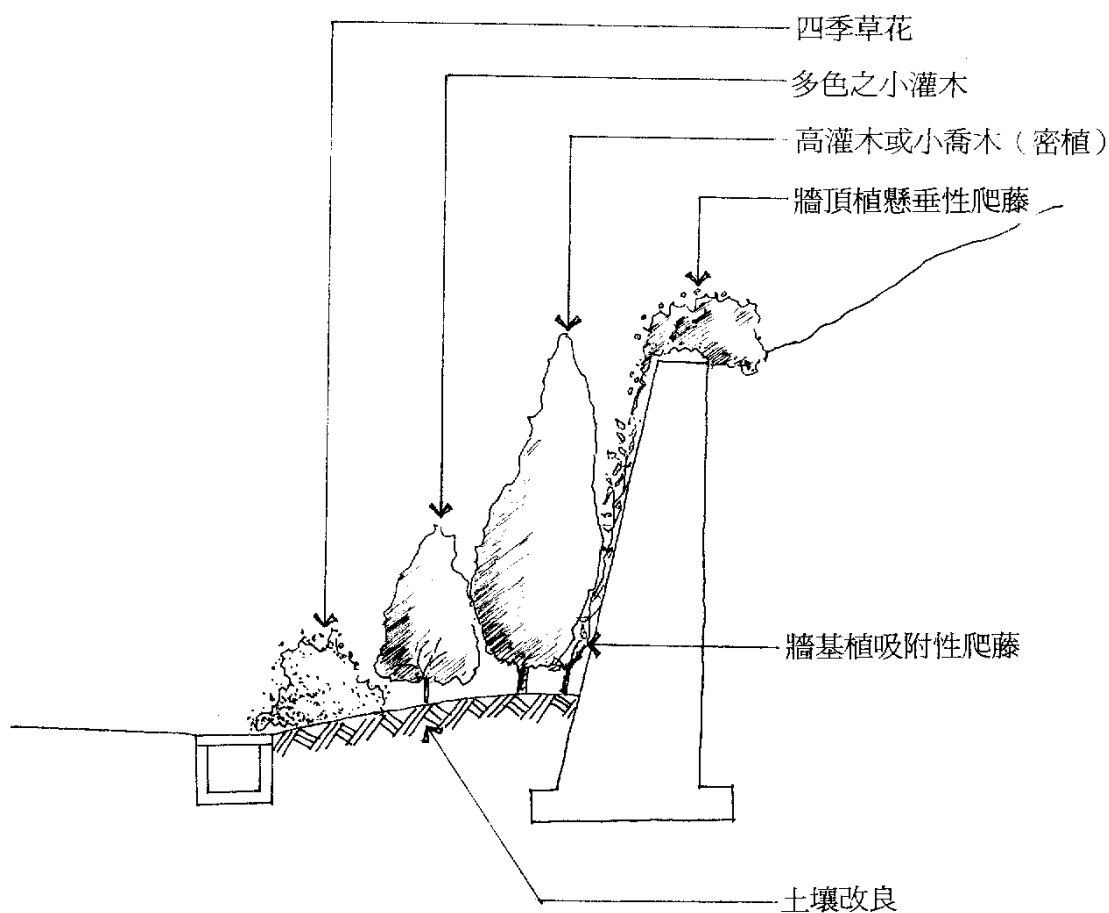 四季草花
多色之小灌木
高灌木或小喬木（密植）
牆頂植懸垂性爬藤
牆基植吸附性爬藤
土壤改良